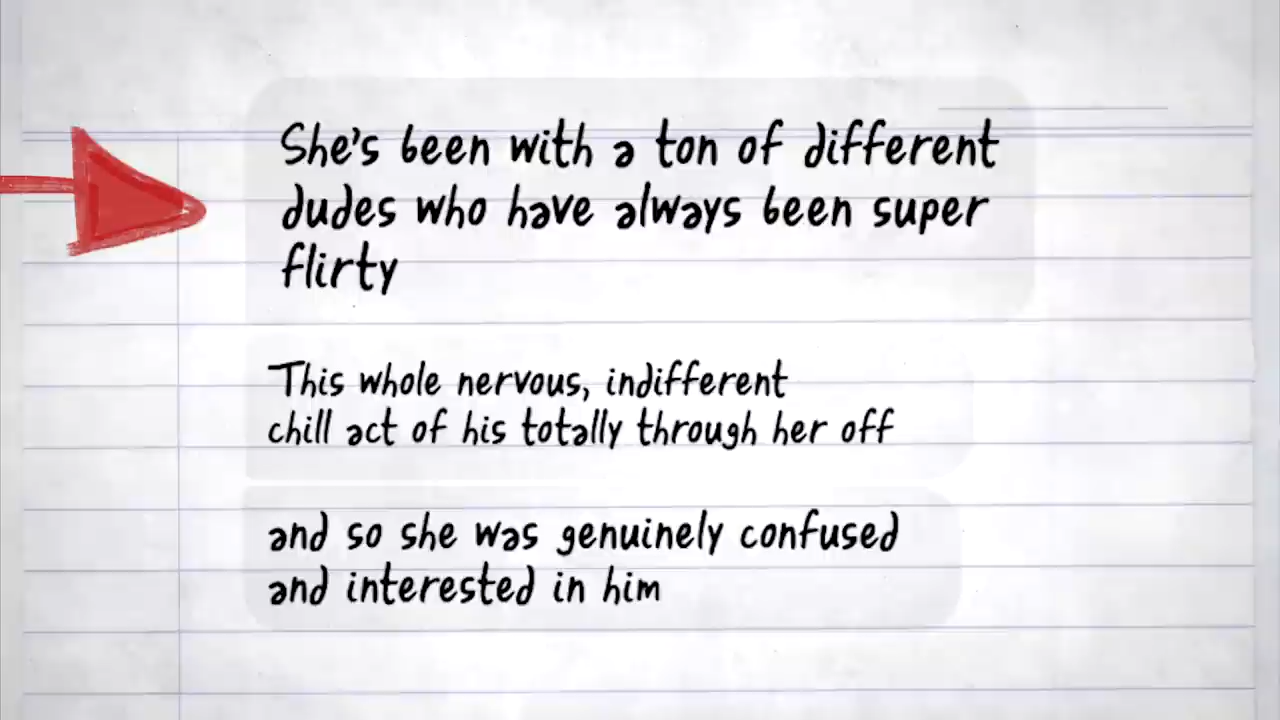 She's been with a ton of different
dudes who have always been super
flirty
This whole nervous, indifferent
chill act of his totally through her off
and so she was genuinely confused
and interested in him